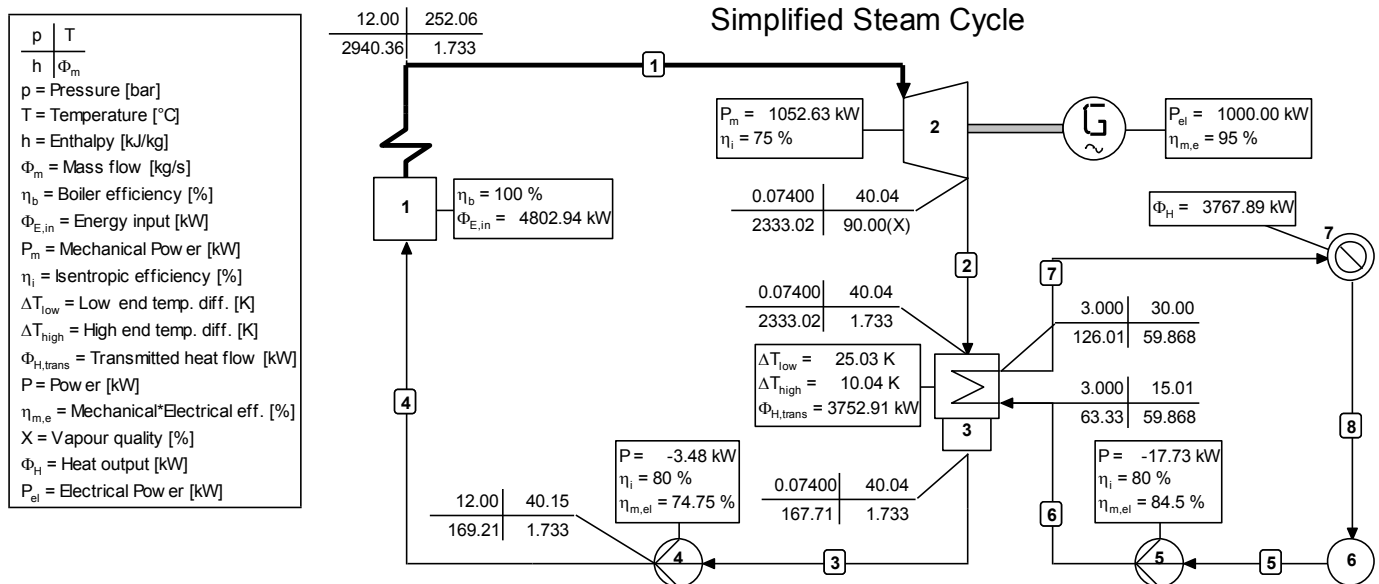 Simplified Steam Cycle
p T
h Φm
p = Pressure [bar]
T = Temperature [°C]
h = Enthalpy [kJ/kg]
Φm = Mass flow [kg/s]
ηb = Boiler efficiency [%]
ΦE,in = Energy input [kW]
Pm = Mechanical Power [kW]
ηi = Isentropic efficiency [%]
ΔTlow = Low end temp. diff. [K]
ΔThigh = High end temp. diff. [K]
ΦH,trans = Transmitted heat flow [kW]
P = Power [kW]
ηm,e = Mechanical*Electrical eff. [%]
X = Vapour quality [%]
ΦH = Heat output [kW]
Pel = Electrical Power [kW]
12.00 252.06
2940.36 1.733
1
Pm = 1052.63 kW
ηi = 75 %
2
G
~
Pel = 1000.00 kW
ηm,e = 95 %
1
ηb = 100 %
ΦE,in = 4802.94 kW
0.07400 40.04
2333.02 90.00(X)
ΦH = 3767.89 kW
7
2
7
0.07400 40.04
2333.02 1.733
3.000 30.00
126.01 59.868
ΔTlow = 25.03 K
ΔThigh = 10.04 K
ΦH,trans = 3752.91 kW
3
3.000 15.01
63.33 59.868
4
8
P = -3.48 kW
ηi = 80 %
ηm,el = 74.75 %
0.07400 40.04
167.71 1.733
P = -17.73 kW
ηi = 80 %
ηm,el = 84.5 %
12.00 40.15
169.21 1.733
6
4
3
5
5
6